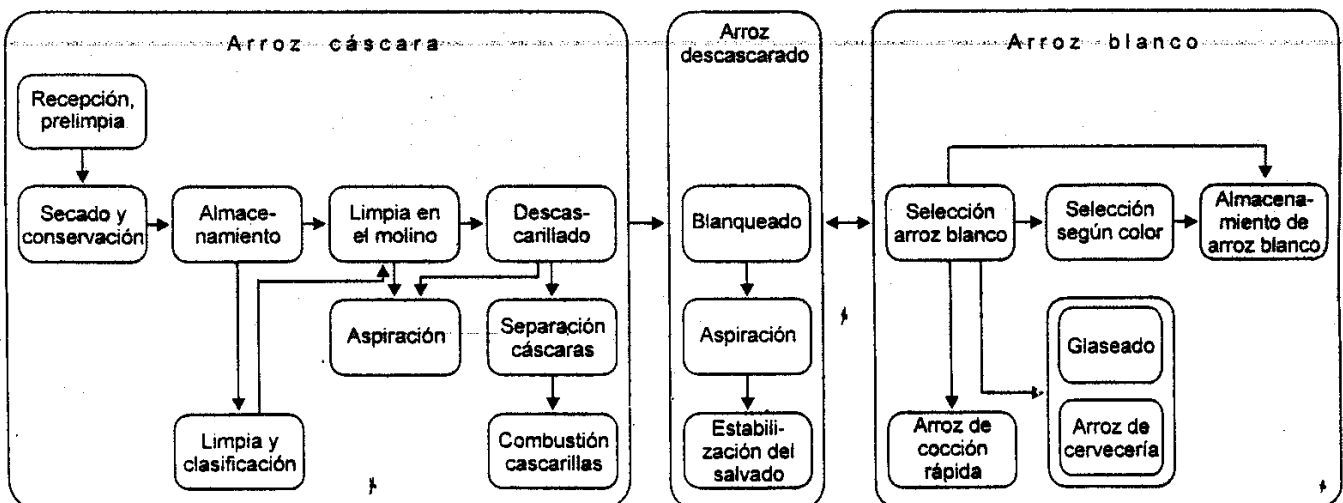 Arroz cáscara
Recepción,
prelimpia
Secado y
conservación
Almace-
namiento
Limpia en
el molino
Descas-
carillado
Aspiración
Separación
cáscaras
Limpia y
clasificación
Combustión
cascarillas
Arroz
descascarado
Blanqueado
Aspiración
Estabili-
zación del
salvado
Arroz blanco
Selección
arroz blanco
Selección
según color
Almacena-
miento de
arroz blanco
Glaseado
Arroz de
cocción
rápida
Arroz de
cervecería